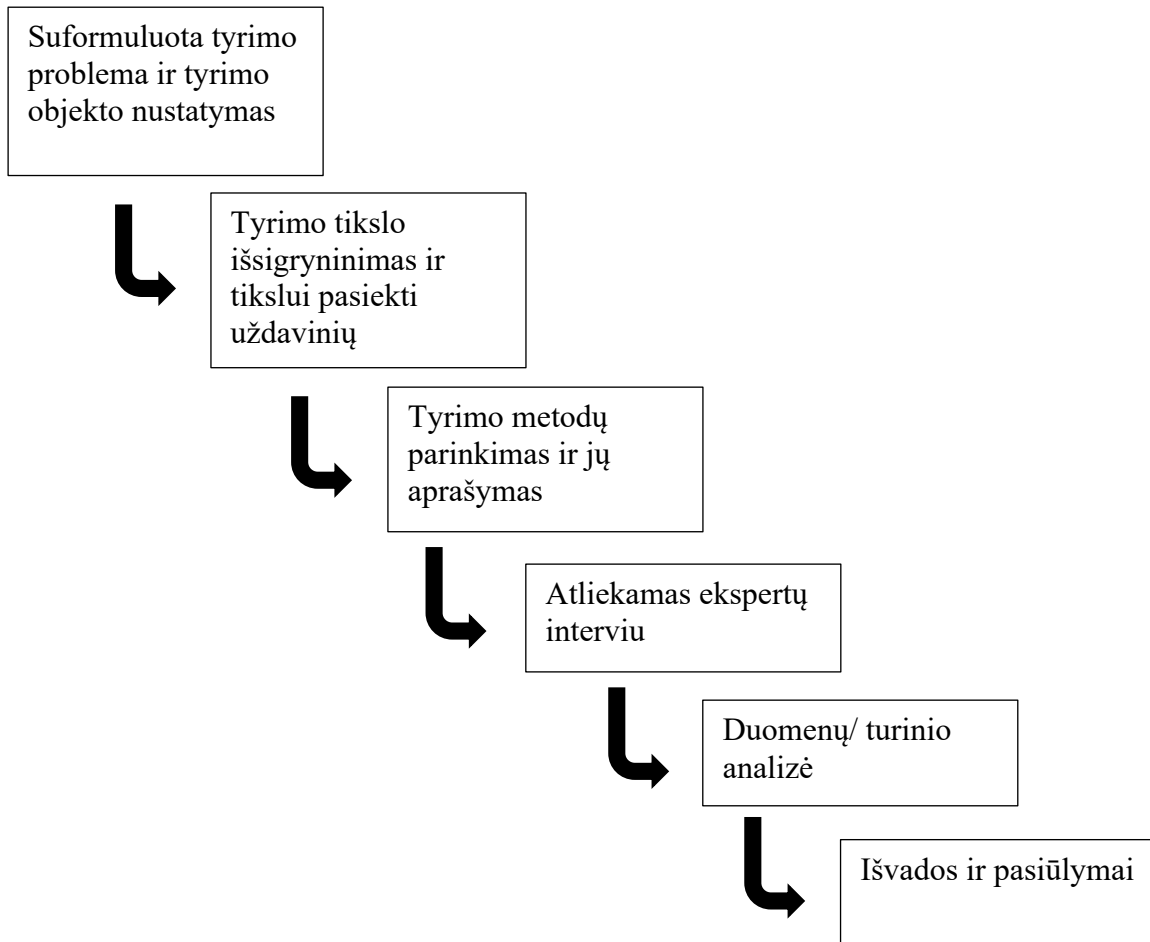 Suformuluota tyrimo
problema ir tyrimo
objekto nustatymas
Tyrimo tikslo
išsigryninimas ir
tikslui pasiekti
uždavinių
Tyrimo metodų
parinkimas ir jų
aprašymas
Atliekamas ekspertų
interviu
Duomenų/ turinio
analizė
Išvados ir pasiūlymai